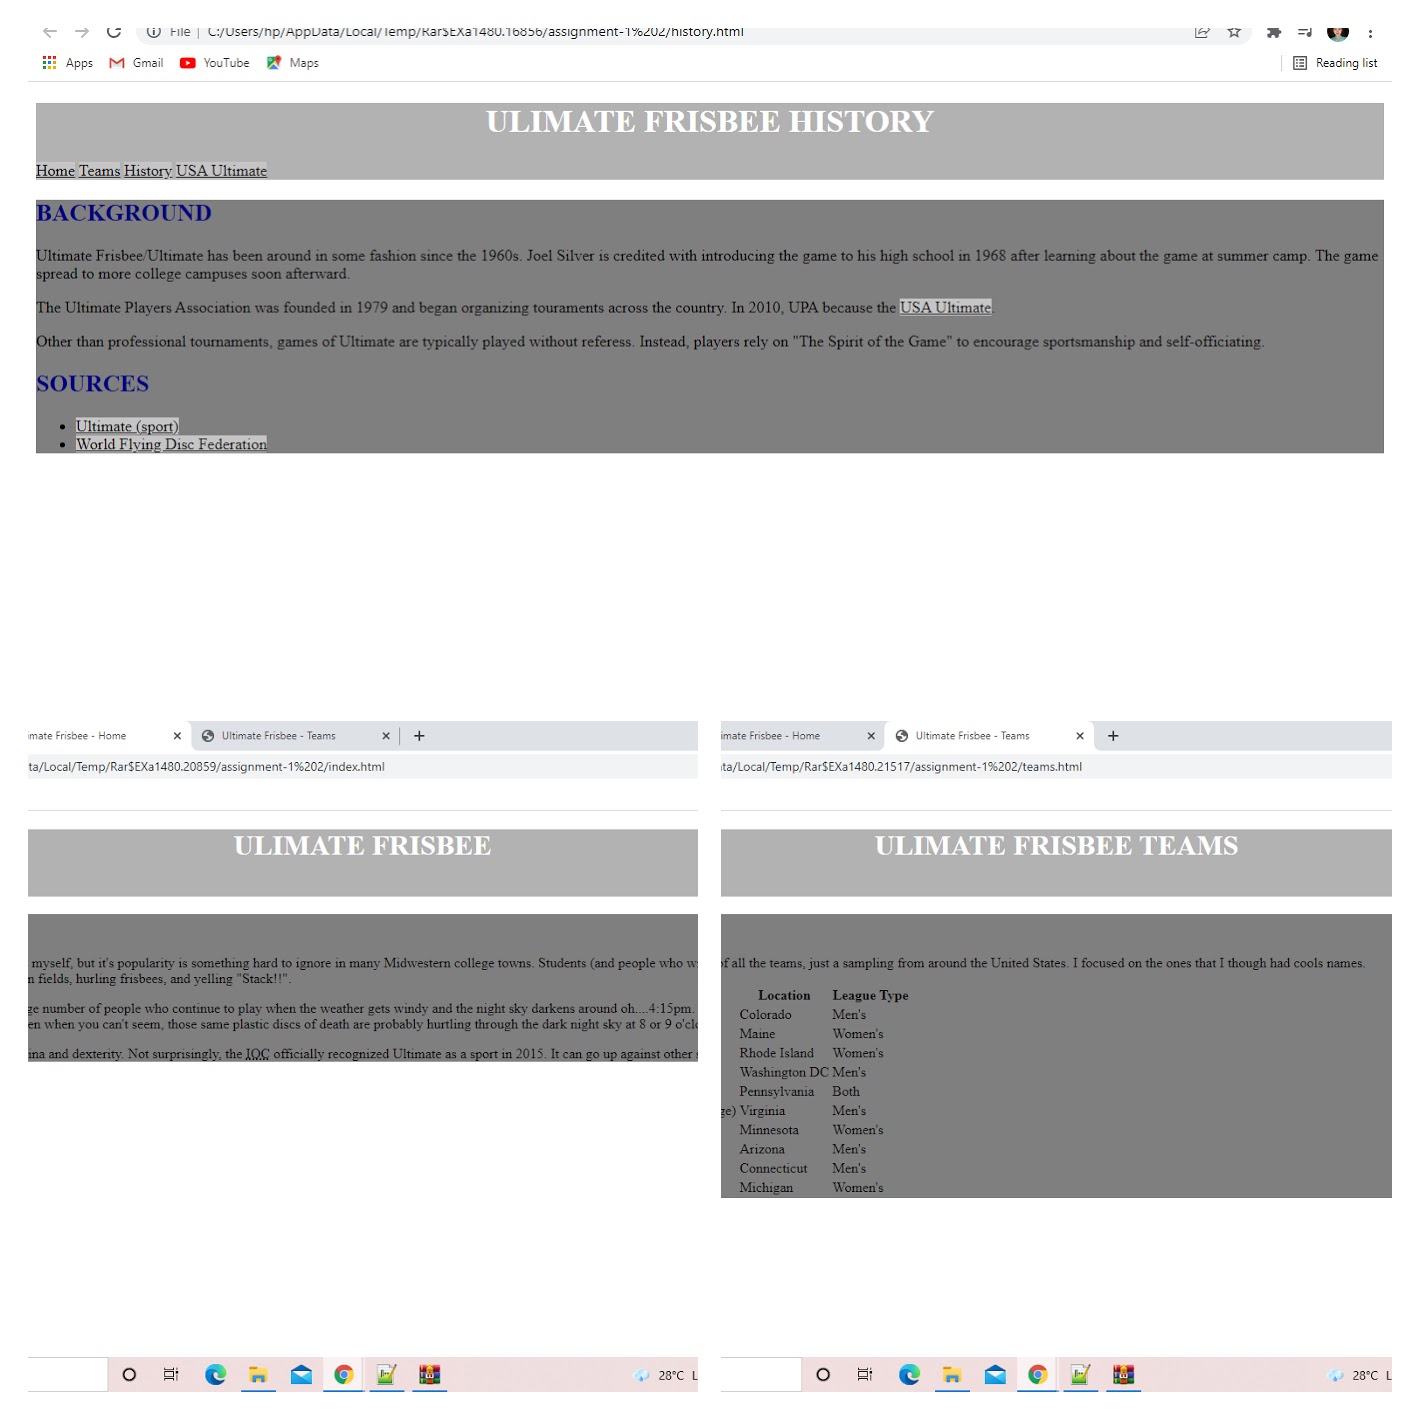 File | C:/Users/hp/AppData/Local/Temp/Rar$EXa1480.16856/assignment-1%202/history.html
Apps Gmail YouTube Maps Reading list
ULIMATE FRISBEE HISTORY
Home Teams History USA Ultimate
BACKGROUND
Ultimate Frisbee/Ultimate has been around in some fashion since the 1960s. Joel Silver is credited with introducing the game to his high school in 1968 after learning about the game at summer camp. The game
spread to more college campuses soon afterward.
The Ultimate Players Association was founded in 1979 and began organizing touraments across the country. In 2010, UPA because the USA Ultimate.
Other than professional tournaments, games of Ultimate are typically played without referess. Instead, players rely on "The Spirit of the Game" to encourage sportsmanship and self-officiating.
SOURCES
• Ultimate (sport)
• World Flying Disc Federation
imate Frisbee - Home Ultimate Frisbee - Teams
ta/Local/Temp/Rar$EXa1480.20859/assignment-1%202/index.html
ULIMATE FRISBEE
myself, but it's popularity is something hard to ignore in many Midwestern college towns. Students (and people who w
n fields, hurling frisbees, and yelling "Stack!!".
ge number of people who continue to play when the weather gets windy and the night sky darkens around oh....4:15pm.
en when you can't seem, those same plastic discs of death are probably hurtling through the dark night sky at 8 or 9 o'clo
ina and dexterity. Not surprisingly, the IOC officially recognized Ultimate as a sport in 2015. It can go up against other
28°C L
imate Frisbee - Home Ultimate Frisbee - Teams
ta/Local/Temp/Rar$EXa1480.21517/assignment-1%202/teams.html
ULIMATE FRISBEE TEAMS
of all the teams, just a sampling from around the United States. I focused on the ones that I though had cools names.
Location League Type
Colorado Men's
Maine Women's
Rhode Island Women's
Washington DC Men's
Pennsylvania Both
ge) Virginia Men's
Minnesota Women's
Arizona Men's
Connecticut Men's
Michigan Women's
28°C L